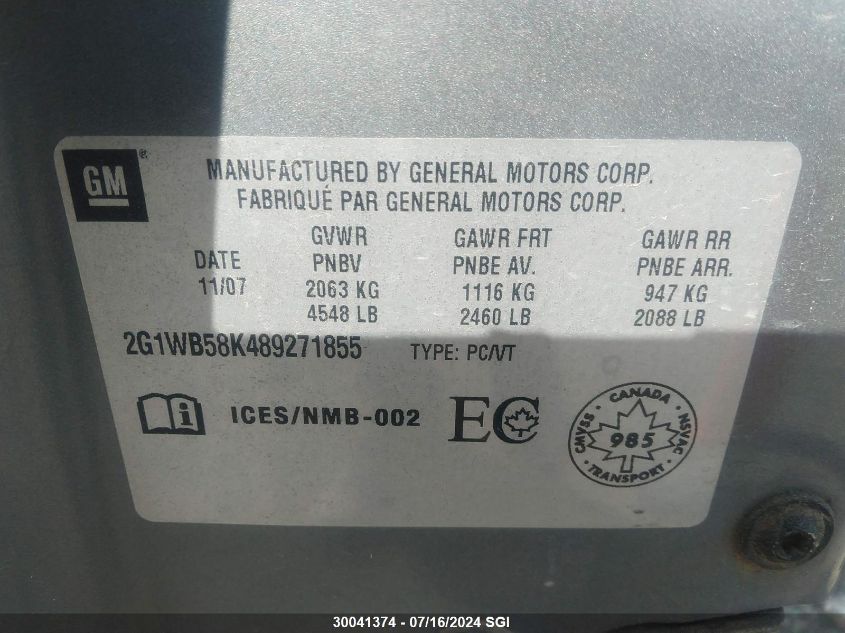 GM®
MANUFACTURED BY GENERAL MOTORS CORP.
FABRIQUÉ PAR GENERAL MOTORS CORP.
GVWR GAWR FRT GAWR RR
DATE PNBV PNBE AV. PNBE ARR.
11/07 2063 KG 1116 KG 947 KG
4548 LB 2460 LB 2088 LB
2G1WB58K489271855 TYPE: PC/VT
i ICES/NMB-002 EC
CMVSS • CANADA • NSVAC • TRANSPORT •
985
30041374 - 07/16/2024 SGI